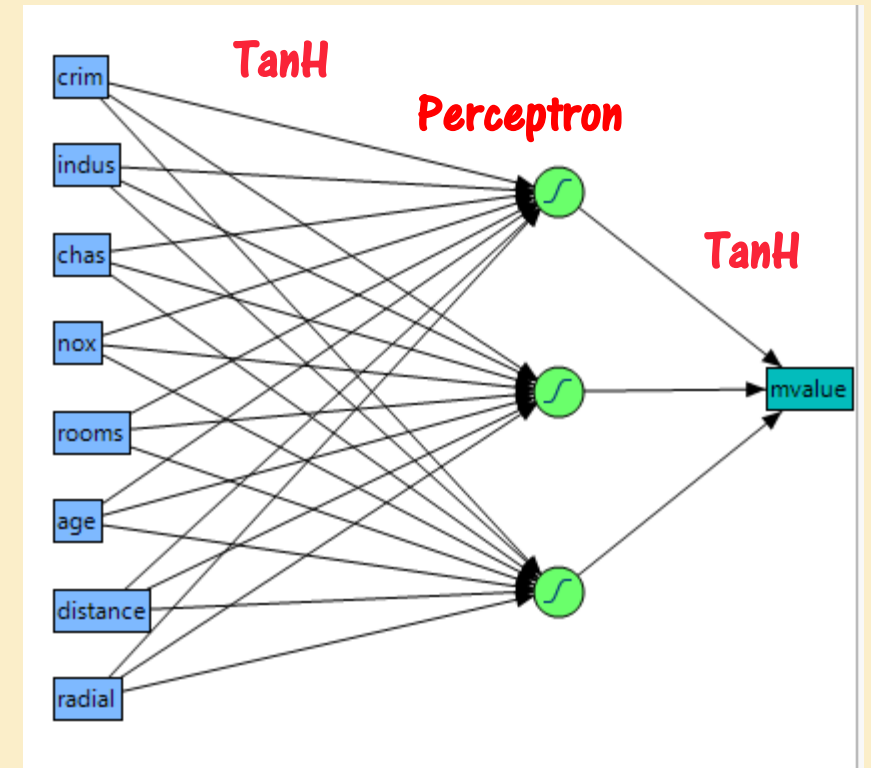 TanH
crim
Perceptron
indus
TanH
chas
nox
mvalue
rooms
age
distance
radial